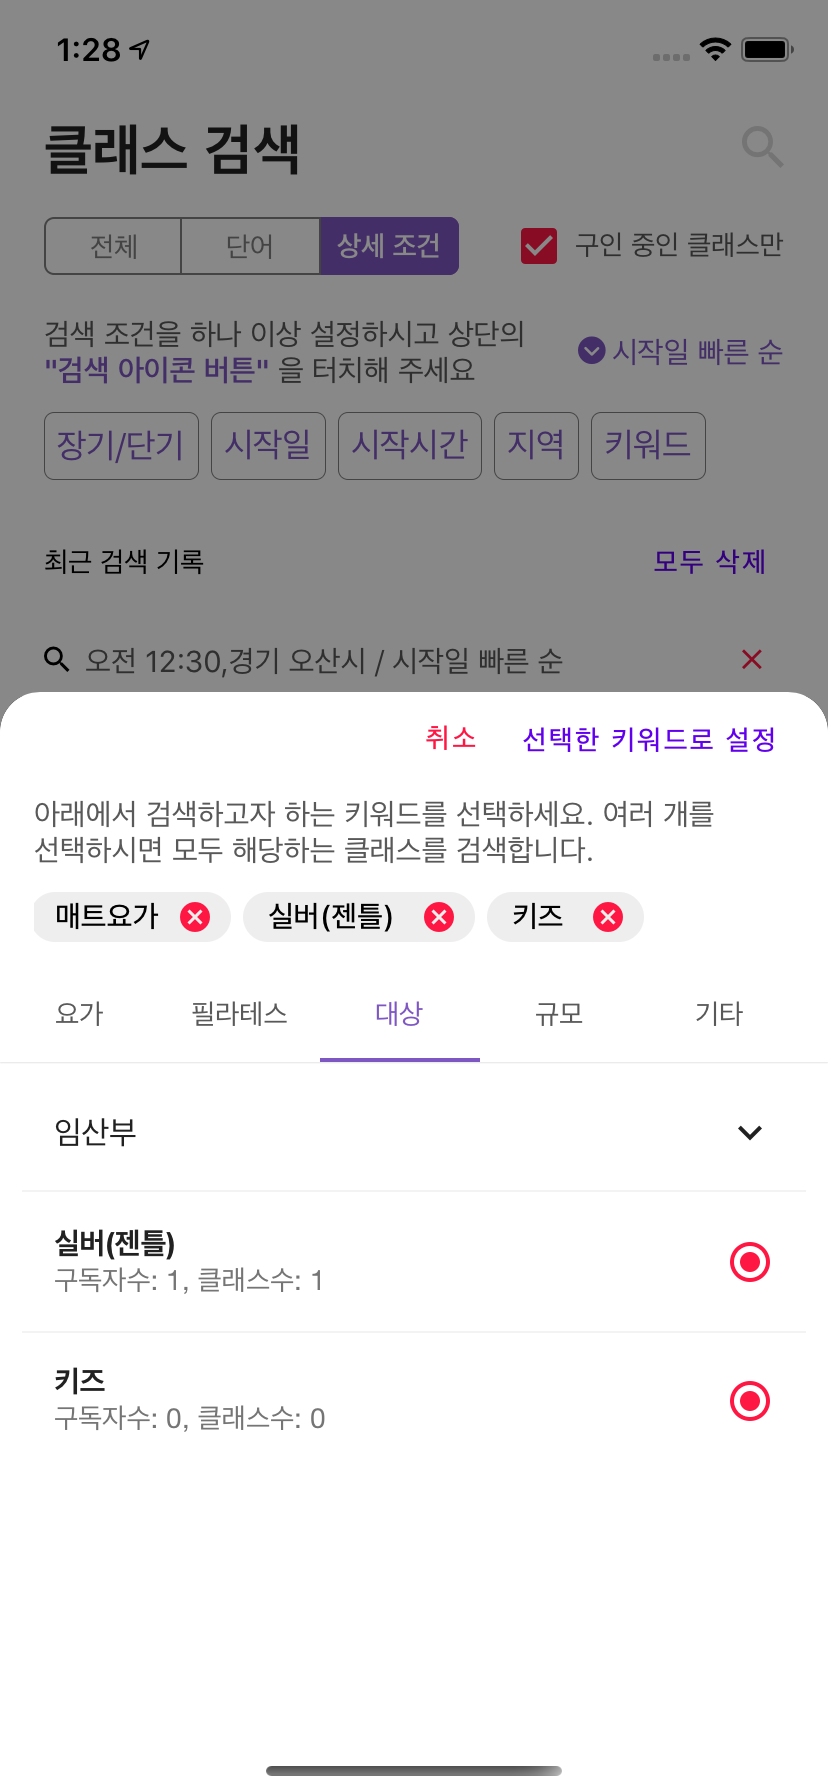 1:28
클래스 검색
전체 단어 상세 조건 구인 중인 클래스만
검색 조건을 하나 이상 설정하시고 상단의
"검색 아이콘 버튼" 을 터치해 주세요
시작일 빠른 순
장기/단기 시작일 시작시간 지역 키워드
최근 검색 기록 모두 삭제
오전 12:30,경기 오산시 / 시작일 빠른 순
취소 선택한 키워드로 설정
아래에서 검색하고자 하는 키워드를 선택하세요. 여러 개를
선택하시면 모두 해당하는 클래스를 검색합니다.
매트요가 실버(젠틀) 키즈
요가 필라테스 대상 규모 기타
임산부
실버(젠틀)
구독자수: 1, 클래스수: 1
키즈
구독자수: 0, 클래스수: 0